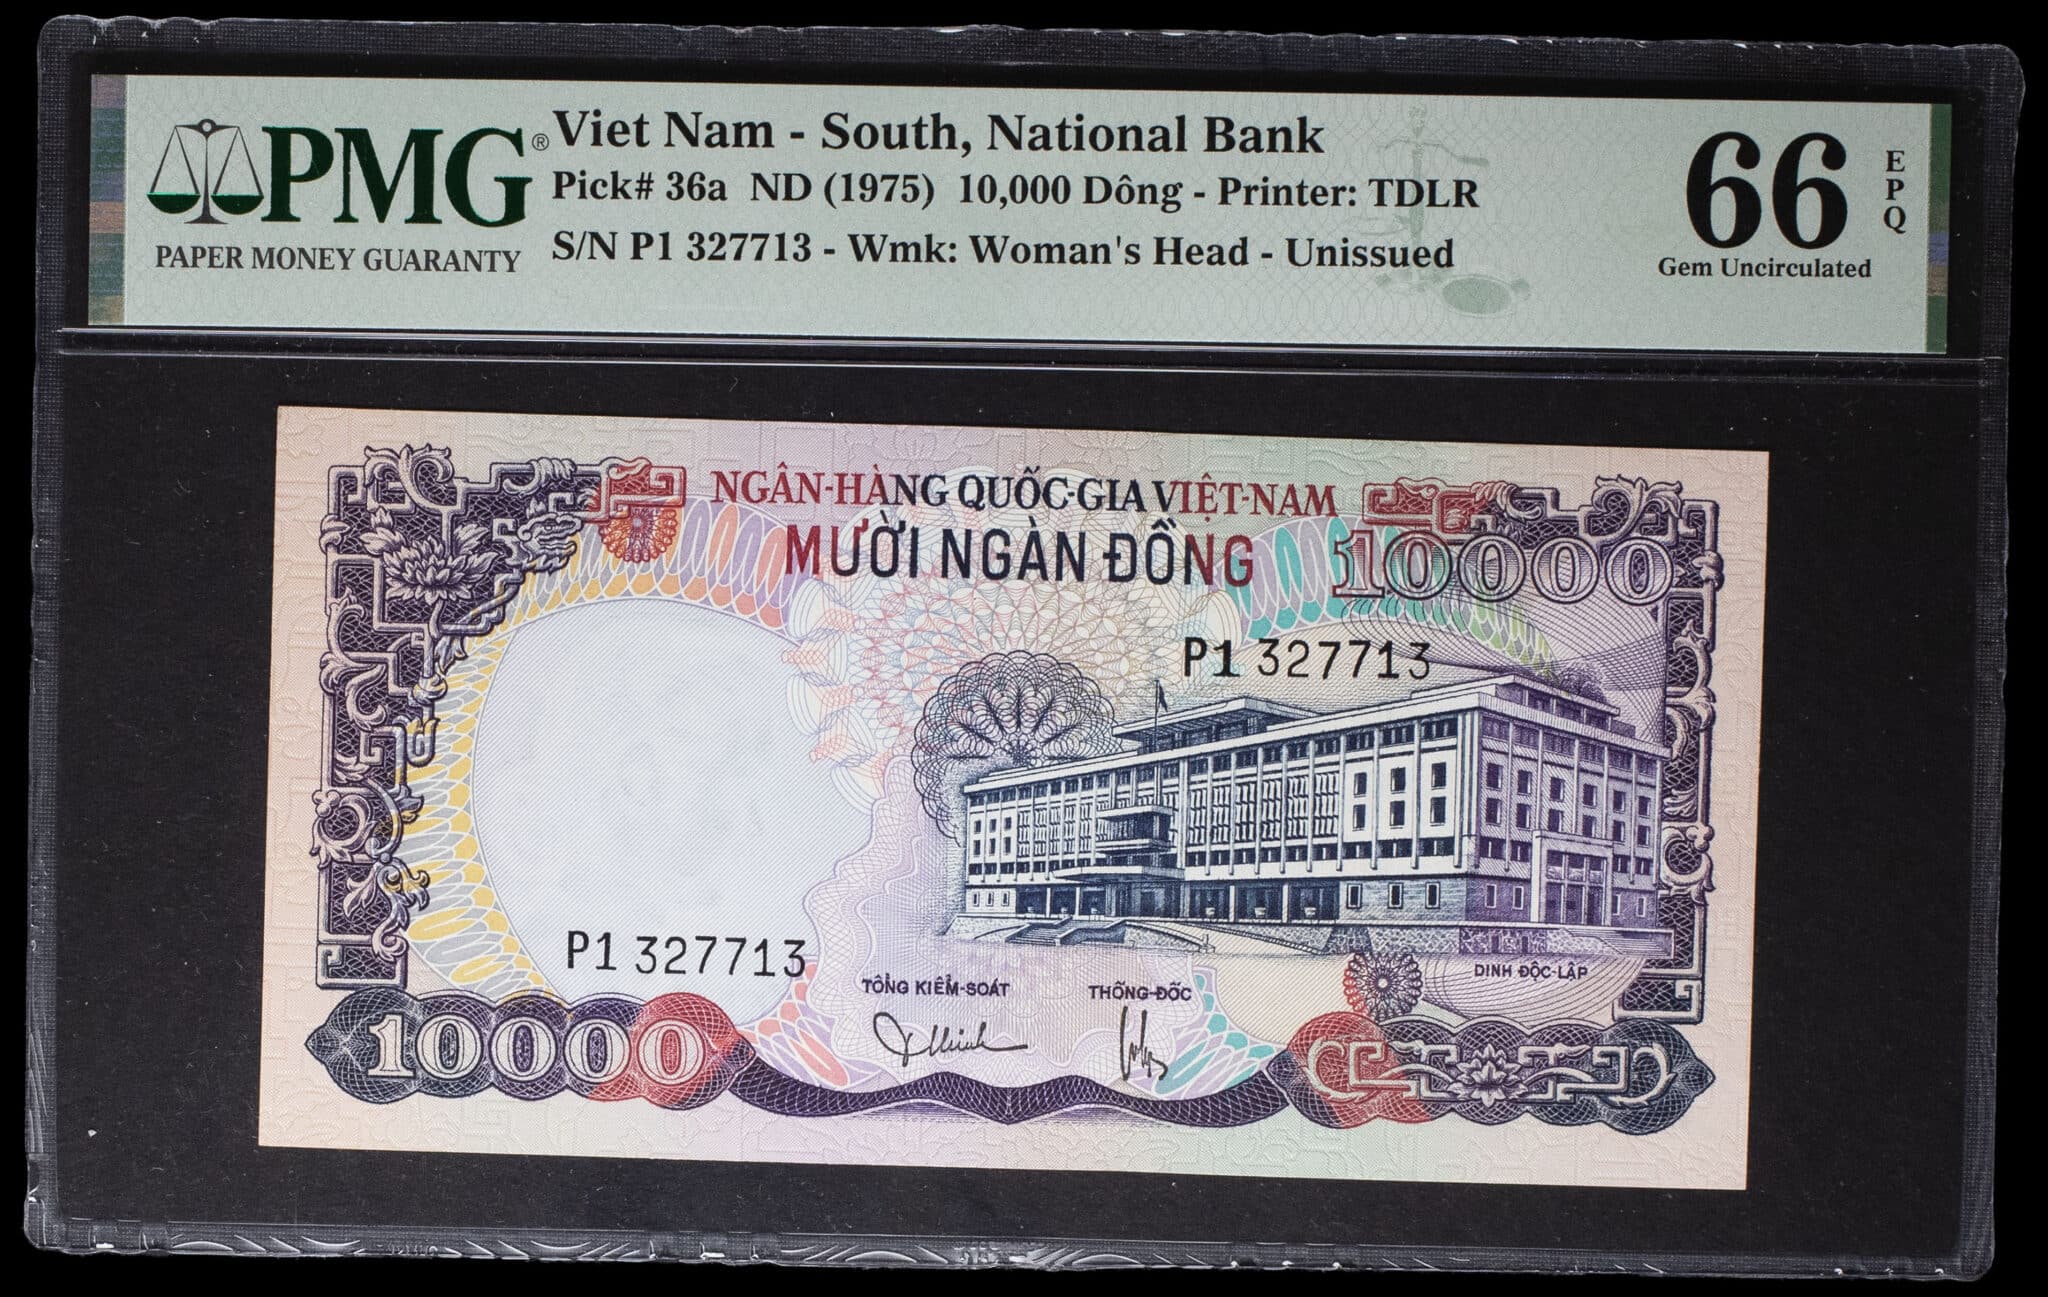 PMG®
PAPER MONEY GUARANTY
Viet Nam - South, National Bank
Pick# 36a ND (1975) 10,000 Dông - Printer: TDLR
S/N P1 327713 - Wmk: Woman's Head - Unissued
66
EPQ
Gem Uncirculated
NGÂN-HÀNG QUỐC-GIA VIỆT-NAM
MƯỜI NGÀN ĐỒNG
10000
P1 327713
P1 327713
TỔNG KIỂM-SOÁT
THỐNG-ĐỐC
DINH ĐỘC-LẬP
10000